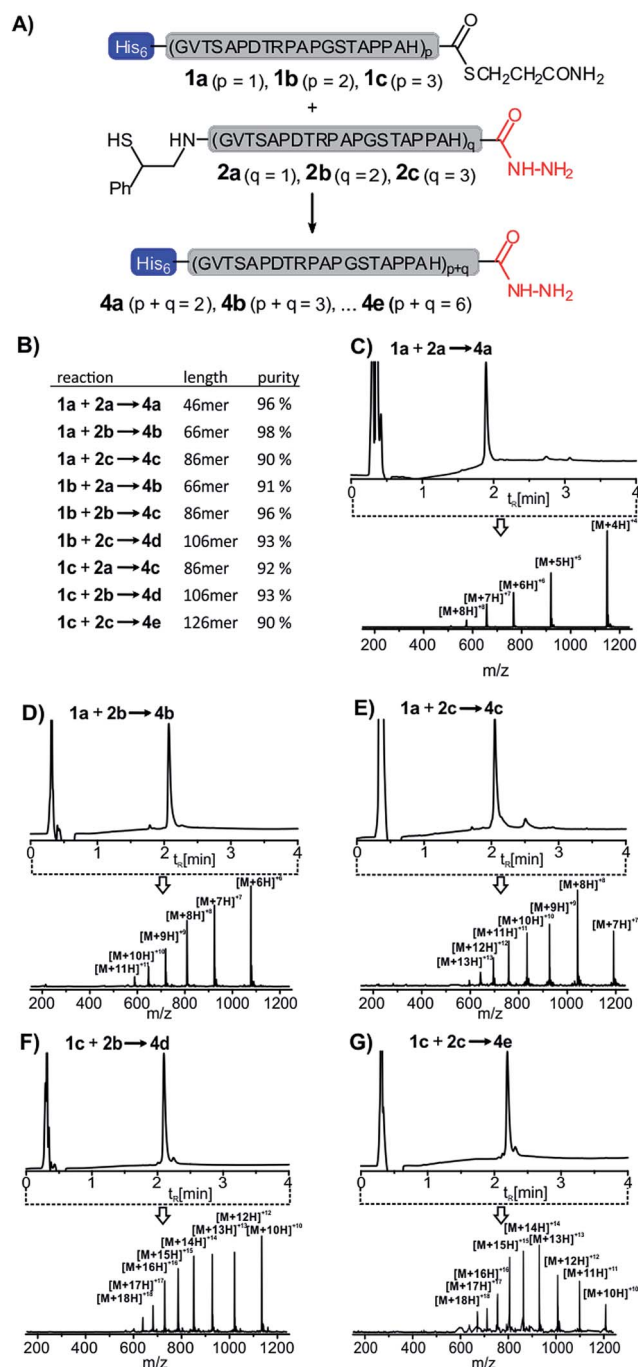 A)
His6 (GVTSAPDTRPAPGSTAPPAH)p O
SCH2CH2CONH2
1a (p = 1), 1b (p = 2), 1c (p = 3)
+
HS HN (GVTSAPDTRPAPGSTAPPAH)q O
NH-NH2
Ph
2a (q = 1), 2b (q = 2), 2c (q = 3)
His6 (GVTSAPDTRPAPGSTAPPAH)p+q O
NH-NH2
4a (p + q = 2), 4b (p + q = 3), ... 4e (p + q = 6)
B)
reaction length purity
1a + 2a → 4a 46mer 96 %
1a + 2b → 4b 66mer 98 %
1a + 2c → 4c 86mer 90 %
1b + 2a → 4b 66mer 91 %
1b + 2b → 4c 86mer 96 %
1b + 2c → 4d 106mer 93 %
1c + 2a → 4c 86mer 92 %
1c + 2b → 4d 106mer 93 %
1c + 2c → 4e 126mer 90 %
C) 1a + 2a → 4a
0 1 2 3 4
tR[min]
[M+4H]+4
[M+5H]+5
[M+6H]+6
[M+7H]+7
[M+8H]+8
200 400 600 800 1000 1200
m/z
D) 1a + 2b → 4b
0 1 2 3 4
tR[min]
[M+6H]+6
[M+7H]+7
[M+8H]+8
[M+9H]+9
[M+10H]+10
[M+11H]+11
200 400 600 800 1000 1200
m/z
E) 1a + 2c → 4c
0 1 2 3 4
tR[min]
[M+8H]+8
[M+9H]+9
[M+10H]+10
[M+7H]+7
[M+11H]+11
[M+12H]+12
[M+13H]+13
200 400 600 800 1000 1200
m/z
F) 1c + 2b → 4d
0 1 2 3 4
tR[min]
[M+12H]+12
[M+13H]+13 [M+10H]+10
[M+14H]+14
[M+15H]+15
[M+16H]+16
[M+17H]+17
[M+18H]+18
200 400 600 800 1000 1200
m/z
G) 1c + 2c → 4e
0 1 2 3 4
tR[min]
[M+14H]+14
[M+15H]+15 [M+13H]+13
[M+12H]+12
[M+16H]+16 [M+11H]+11
[M+17H]+17
[M+18H]+18 [M+10H]+10
200 400 600 800 1000 1200
m/z